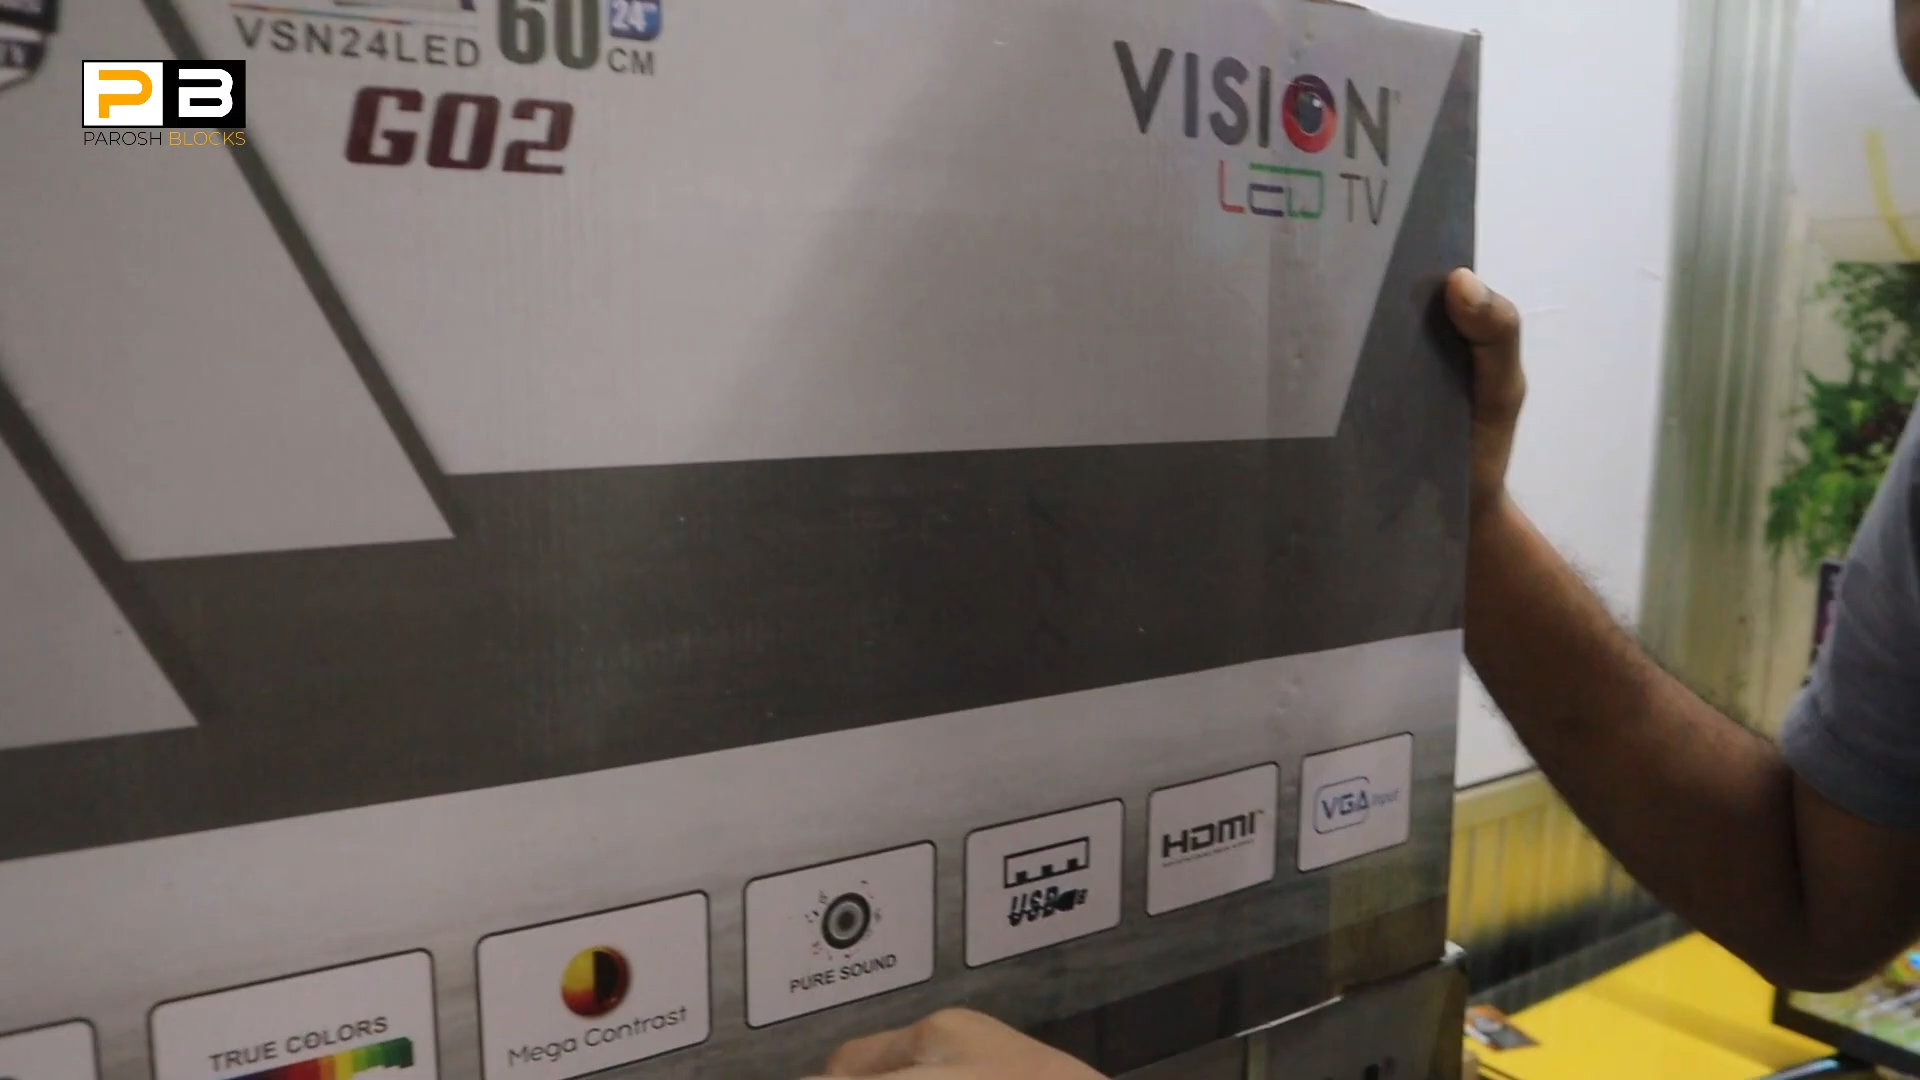 VSN24LED 60 CM
24"
G02
PB
PAROSH BLOCKS
VISION
LED TV
TRUE COLORS
Mega Contrast
PURE SOUND
USB
HDMI
VGA Input